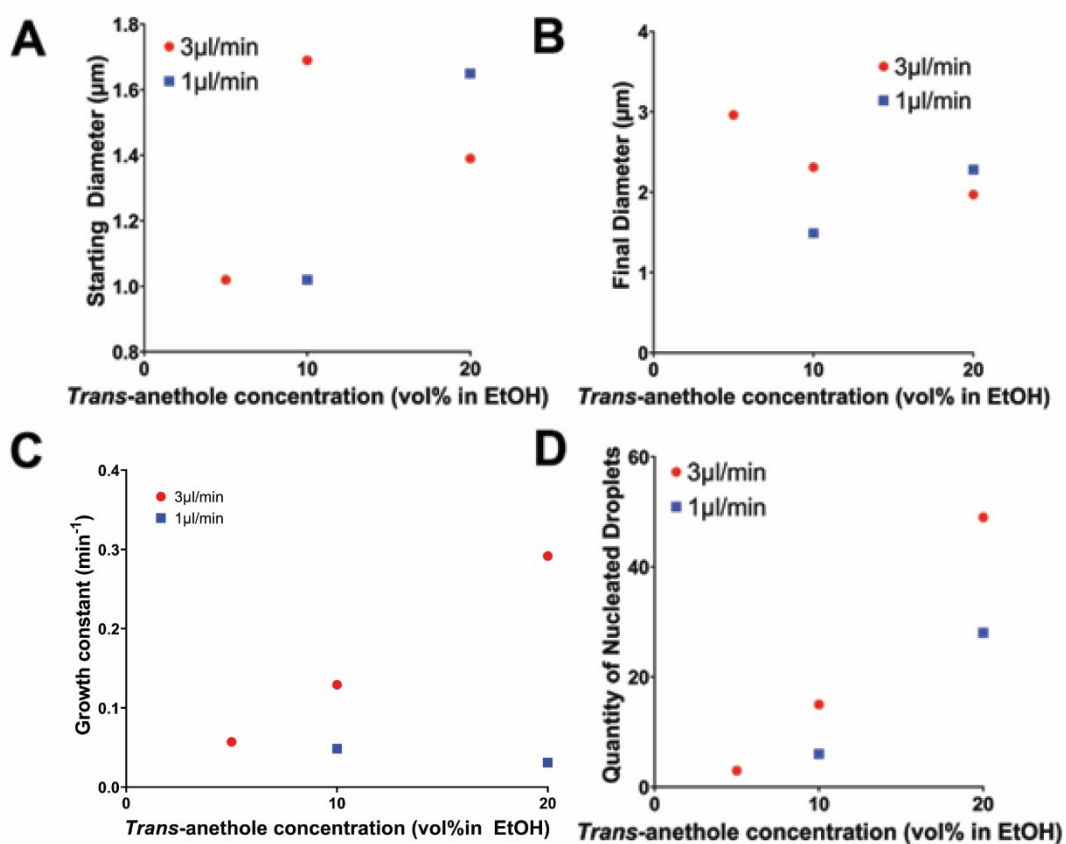 A
1.8
1.6
1.4
1.2
1.0
0.8
0
10
20
Starting Diameter (µm)
3µl/min
1µl/min
Trans-anethole concentration (vol% in EtOH)
B
4
3
2
1
0
0
10
20
Final Diameter (µm)
3µl/min
1µl/min
Trans-anethole concentration (vol% in EtOH)
C
0.4
0.3
0.2
0.1
0.0
0
10
20
Growth constant (min⁻¹)
3µl/min
1µl/min
Trans-anethole concentration (vol%in EtOH)
D
60
40
20
0
0
10
20
Quantity of Nucleated Droplets
3µl/min
1µl/min
Trans-anethole concentration (vol% in EtOH)